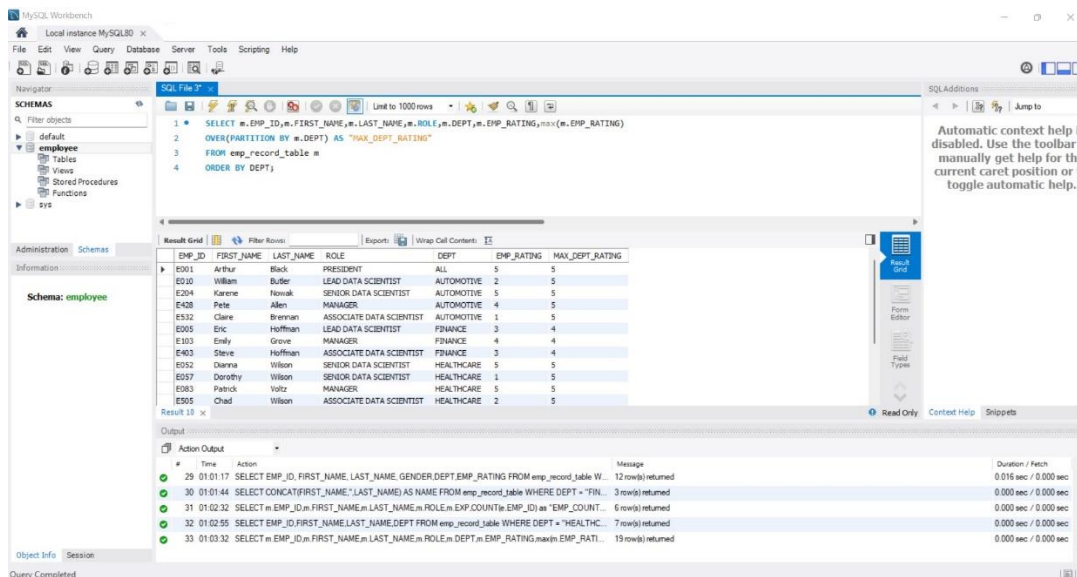 MySQL Workbench
Local instance MySQL80 ×
File Edit View Query Database Server Tools Scripting Help
Navigator
SCHEMAS
Filter objects
default
employee
Tables
Views
Stored Procedures
Functions
sys
Administration Schemas
Information
Schema: employee
Object Info Session
Query Completed
SQL File 3* ×
Limit to 1000 rows
1 SELECT m.EMP_ID,m.FIRST_NAME,m.LAST_NAME,m.ROLE,m.DEPT,m.EMP_RATING,max(m.EMP_RATING)
2 OVER(PARTITION BY m.DEPT) AS "MAX_DEPT_RATING"
3 FROM emp_record_table m
4 ORDER BY DEPT;
Result Grid Filter Rows: Export: Wrap Cell Content:
EMP_ID FIRST_NAME LAST_NAME ROLE DEPT EMP_RATING MAX_DEPT_RATING
E001 Arthur Black PRESIDENT ALL 5 5
E010 William Butler LEAD DATA SCIENTIST AUTOMOTIVE 2 5
E204 Karene Nowak SENIOR DATA SCIENTIST AUTOMOTIVE 5 5
E428 Pete Allen MANAGER AUTOMOTIVE 4 5
E532 Claire Brennan ASSOCIATE DATA SCIENTIST AUTOMOTIVE 1 5
E005 Eric Hoffman LEAD DATA SCIENTIST FINANCE 3 4
E103 Emily Grove MANAGER FINANCE 4 4
E403 Steve Hoffman ASSOCIATE DATA SCIENTIST FINANCE 3 4
E052 Dianna Wilson SENIOR DATA SCIENTIST HEALTHCARE 5 5
E057 Dorothy Wilson SENIOR DATA SCIENTIST HEALTHCARE 1 5
E083 Patrick Voltz MANAGER HEALTHCARE 5 5
E505 Chad Wilson ASSOCIATE DATA SCIENTIST HEALTHCARE 2 5
Result Grid
Form Editor
Field Types
Result 10 ×
Read Only
Output
Action Output
# Time Action Message Duration / Fetch
29 01:01:17 SELECT EMP_ID, FIRST_NAME, LAST_NAME, GENDER,DEPT,EMP_RATING FROM emp_record_table W... 12 row(s) returned 0.016 sec / 0.000 sec
30 01:01:44 SELECT CONCAT(FIRST_NAME,'',LAST_NAME) AS NAME FROM emp_record_table WHERE DEPT = "FIN... 3 row(s) returned 0.000 sec / 0.000 sec
31 01:02:32 SELECT m.EMP_ID,m.FIRST_NAME,m.LAST_NAME,m.ROLE,m.EXP,COUNT(e.EMP_ID) as "EMP_COUNT... 6 row(s) returned 0.000 sec / 0.000 sec
32 01:02:55 SELECT EMP_ID,FIRST_NAME,LAST_NAME,DEPT FROM emp_record_table WHERE DEPT = "HEALTHC... 7 row(s) returned 0.000 sec / 0.000 sec
33 01:03:32 SELECT m.EMP_ID,m.FIRST_NAME,m.LAST_NAME,m.ROLE,m.DEPT,m.EMP_RATING,max(m.EMP_RATI... 19 row(s) returned 0.000 sec / 0.000 sec
SQLAdditions
Jump to
Automatic context help i
disabled. Use the toolbar
manually get help for th
current caret position or
toggle automatic help.
Context Help Snippets